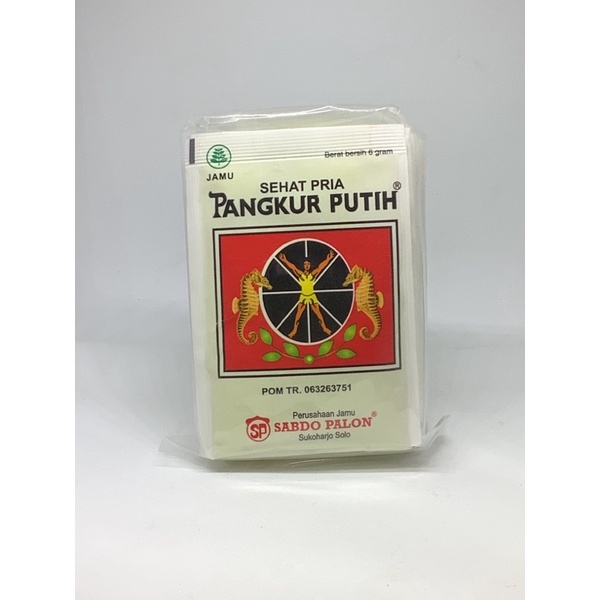 JAMU
Berat bersih 6 gram
SEHAT PRIA
PANGKUR PUTIH®
POM TR. 063263751
Perusahaan Jamu
SP SABDO PALON®
Sukoharjo Solo